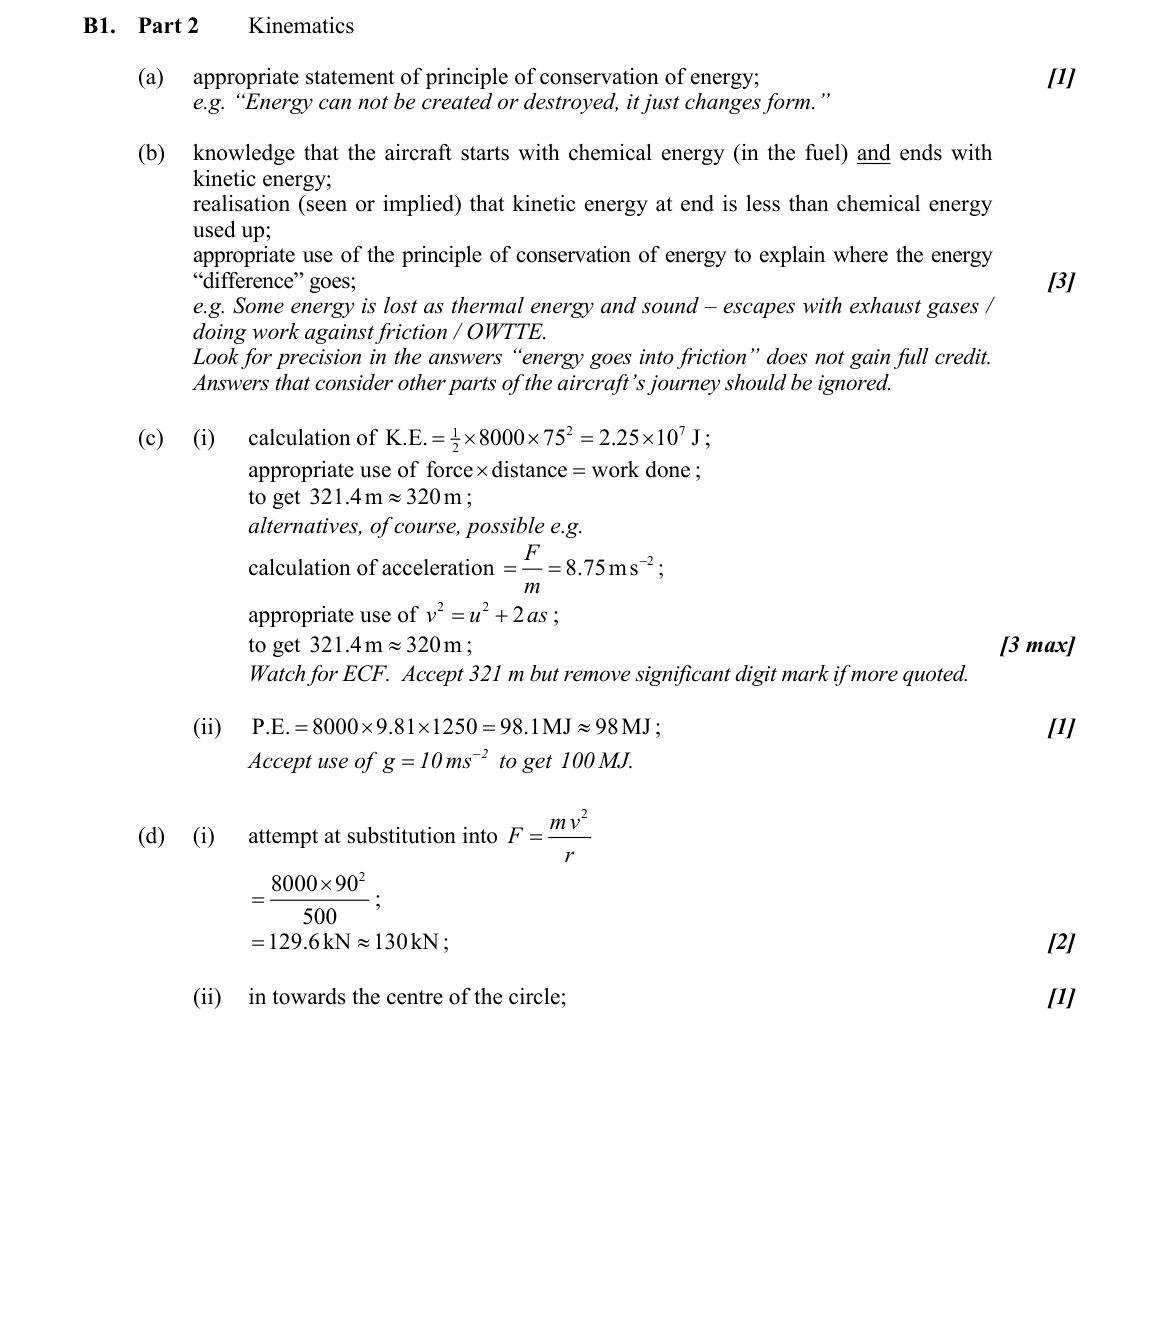 B1. Part 2 Kinematics
(a) appropriate statement of principle of conservation of energy; [1]
e.g. “Energy can not be created or destroyed, it just changes form.”
(b) knowledge that the aircraft starts with chemical energy (in the fuel) and ends with
kinetic energy;
realisation (seen or implied) that kinetic energy at end is less than chemical energy
used up;
appropriate use of the principle of conservation of energy to explain where the energy
“difference” goes; [3]
e.g. Some energy is lost as thermal energy and sound – escapes with exhaust gases /
doing work against friction / OWTTE.
Look for precision in the answers “energy goes into friction” does not gain full credit.
Answers that consider other parts of the aircraft’s journey should be ignored.
(c) (i) calculation of K.E. = ½ × 8000 × 75² = 2.25 × 10⁷ J ;
appropriate use of force × distance = work done ;
to get 321.4 m ≈ 320 m ;
alternatives, of course, possible e.g.
calculation of acceleration = F/m = 8.75 m s⁻² ;
appropriate use of v² = u² + 2as ;
to get 321.4 m ≈ 320 m ; [3 max]
Watch for ECF. Accept 321 m but remove significant digit mark if more quoted.
(ii) P.E. = 8000 × 9.81 × 1250 = 98.1 MJ ≈ 98 MJ ; [1]
Accept use of g = 10 ms⁻² to get 100 MJ.
(d) (i) attempt at substitution into F = mv²/r
= 8000 × 90²/500 ;
= 129.6 kN ≈ 130 kN ; [2]
(ii) in towards the centre of the circle; [1]